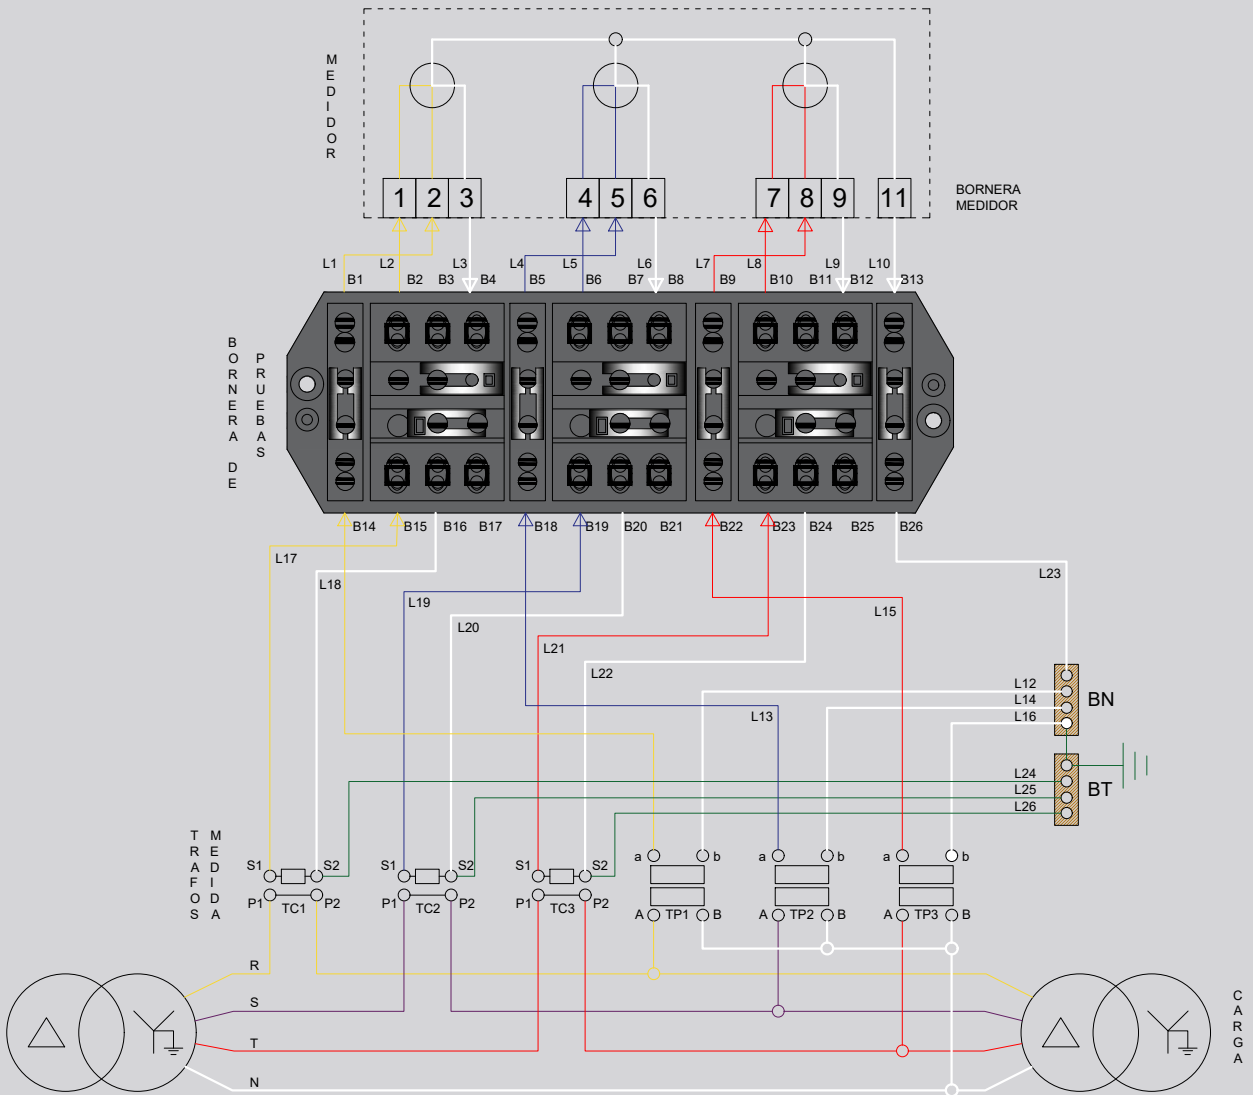 MEDIDOR
1 2 3 4 5 6 7 8 9 11
BORNERA
MEDIDOR
L1 L2 L3 L4 L5 L6 L7 L8 L9 L10
B1 B2 B3 B4 B5 B6 B7 B8 B9 B10 B11 B12 B13
BORNERA DE
PRUEBAS
B14 B15 B16 B17 B18 B19 B20 B21 B22 B23 B24 B25 B26
L17
L18
L19
L20
L21
L22
L15
L23
L13
L12
L14
L16
BN
L24
L25
L26
BT
TRAFOS
MEDIDA
S1 S2 S1 S2 S1 S2
a b a b a b
P1 TC1 P2 P1 TC2 P2 P1 TC3 P2
A TP1 B A TP2 B A TP3 B
R
S
T
N
CARGA